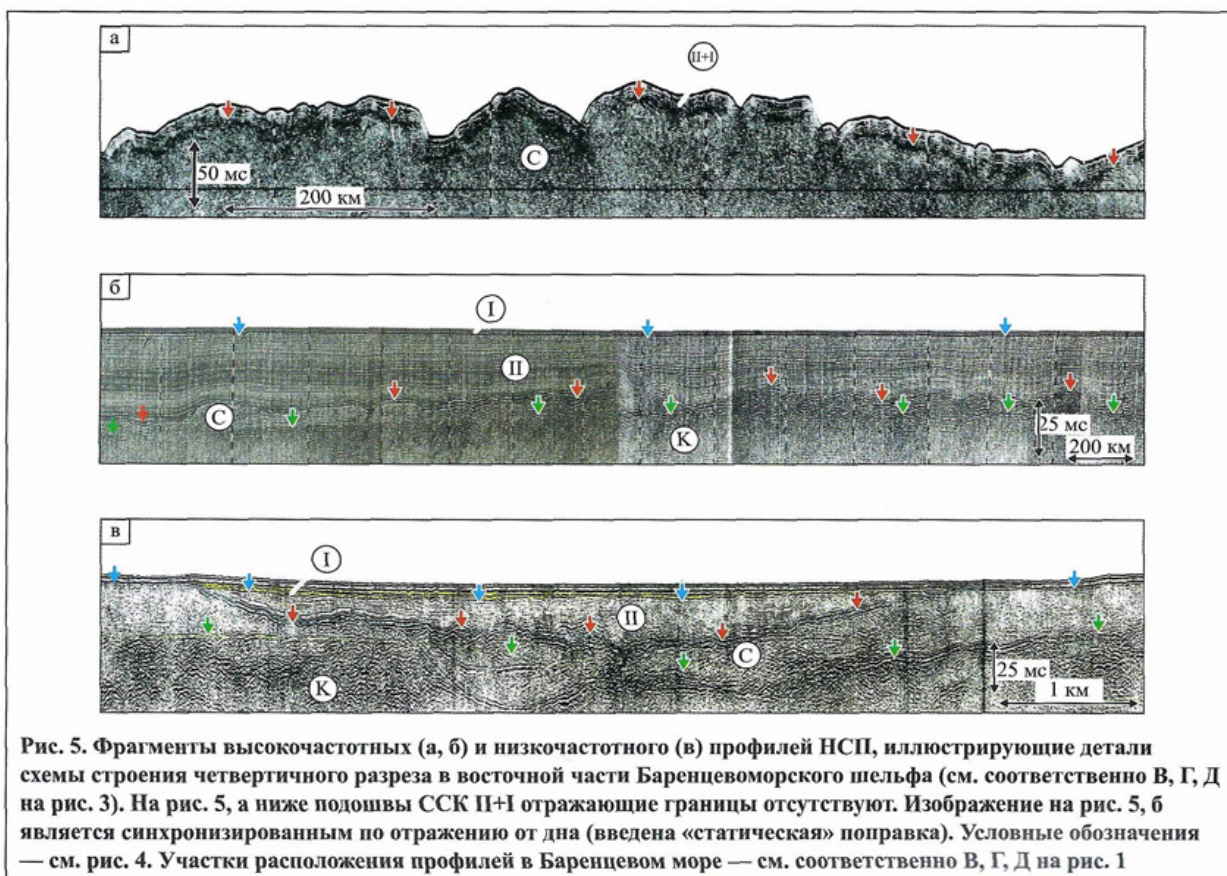 а
II+I
C
50 мс
200 км
б
I
II
C
K
25 мс
200 км
в
I
II
C
K
25 мс
1 км
Рис. 5. Фрагменты высокочастотных (а, б) и низкочастотного (в) профилей НСП, иллюстрирующие детали
схемы строения четвертичного разреза в восточной части Баренцевоморского шельфа (см. соответственно В, Г, Д
на рис. 3). На рис. 5, а ниже подошвы ССК II+I отражающие границы отсутствуют. Изображение на рис. 5, б
является синхронизированным по отражению от дна (введена «статическая» поправка). Условные обозначения
— см. рис. 4. Участки расположения профилей в Баренцевом море — см. соответственно В, Г, Д на рис. 1